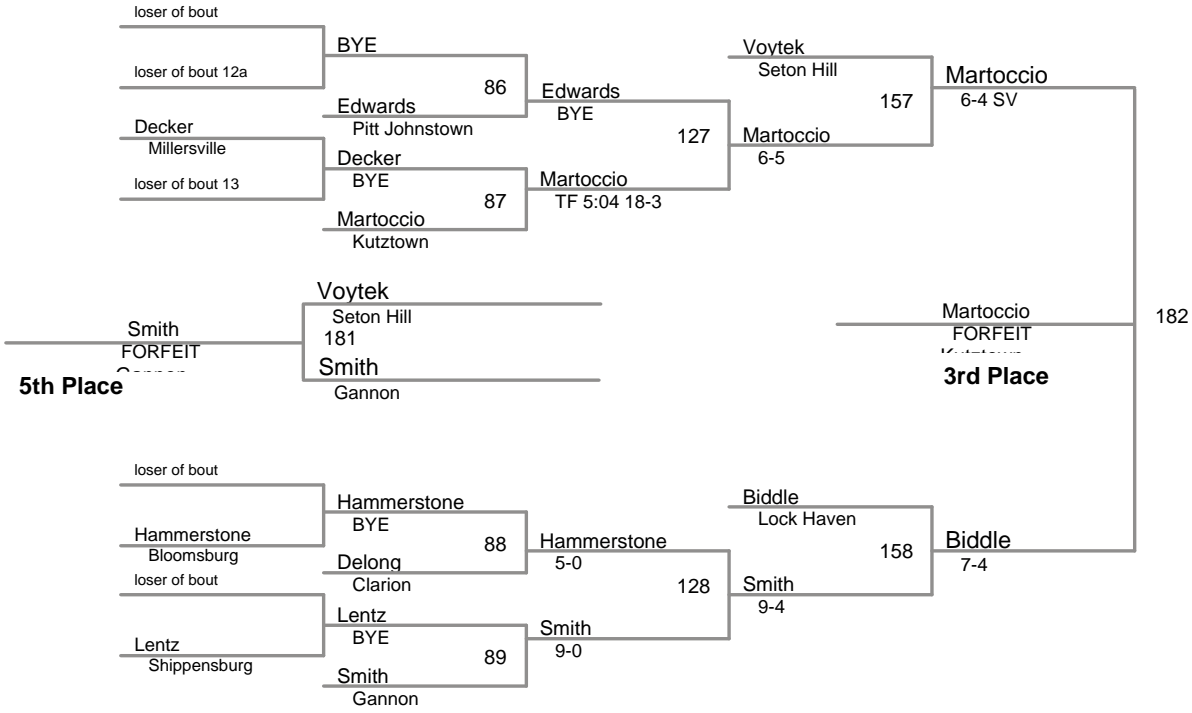 loser of bout
BYE
loser of bout 12a
86
Edwards
Pitt Johnstown
Edwards
BYE
Decker
Millersville
Decker
BYE
loser of bout 13
87
Martoccio
Kutztown
Martoccio
TF 5:04 18-3
127
Voytek
Seton Hill
Martoccio
6-5
157
Martoccio
6-4 SV
Voytek
Seton Hill
181
Smith
Gannon
Smith
FORFEIT
5th Place
Martoccio
FORFEIT
3rd Place
182
loser of bout
Hammerstone
BYE
Hammerstone
Bloomsburg
88
Delong
Clarion
Hammerstone
5-0
loser of bout
Lentz
BYE
Lentz
Shippensburg
89
Smith
Gannon
Smith
9-0
128
Biddle
Lock Haven
Smith
9-4
158
Biddle
7-4